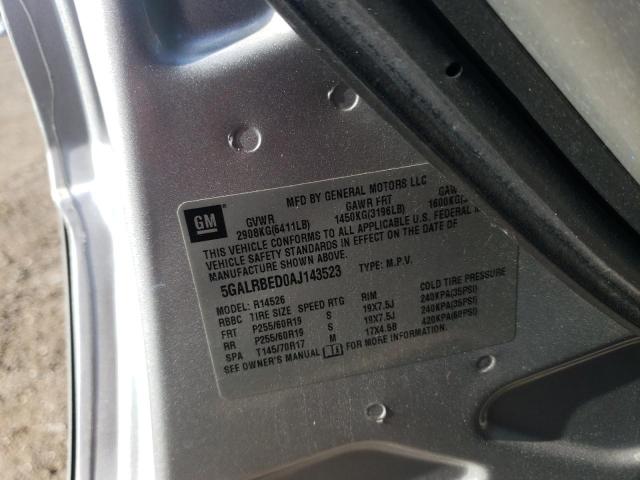 GM
MFD BY GENERAL MOTORS LLC
GVWR GAWR FRT
2908KG(6411LB) 1450KG(3196LB) 1600KG
THIS VEHICLE CONFORMS TO ALL APPLICABLE U.S. FEDERAL
VEHICLE SAFETY STANDARDS IN EFFECT ON THE DATE OF
MANUFACTURE SHOWN ABOVE.
5GALRBED0AJ143523 TYPE: M.P.V.
MODEL: R14526
RBBC TIRE SIZE SPEED RTG RIM COLD TIRE PRESSURE
FRT P255/60R19 S 19X7.5J 240KPA(35PSI)
RR P255/60R19 S 19X7.5J 240KPA(35PSI)
SPA T145/70R17 M 17X4.5B 420KPA(60PSI)
SEE OWNER'S MANUAL FOR MORE INFORMATION.